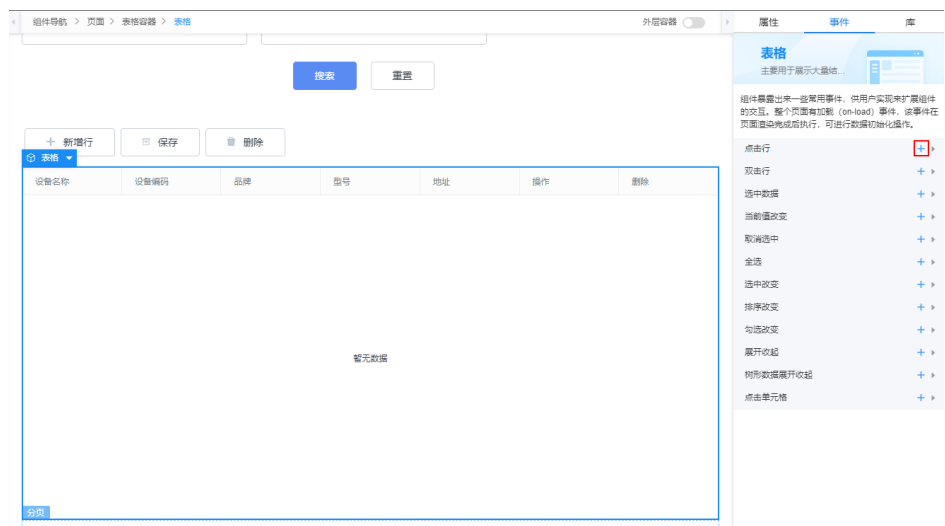 组件导航 > 页面 > 表格容器 > 表格
外层容器
属性
事件
库
表格
主要用于展示大量结...
组件暴露出来一些常用事件，供用户实现来扩展组件
的交互。整个页面有加载（on-load）事件，该事件在
页面渲染完成后执行，可进行数据初始化操作。
搜索
重置
新增行
保存
删除
表格
设备名称
设备编码
品牌
型号
地址
操作
删除
暂无数据
分页
点击行
双击行
选中数据
当前值改变
取消选中
全选
选中改变
排序改变
勾选改变
展开收起
树形数据展开收起
点击单元格